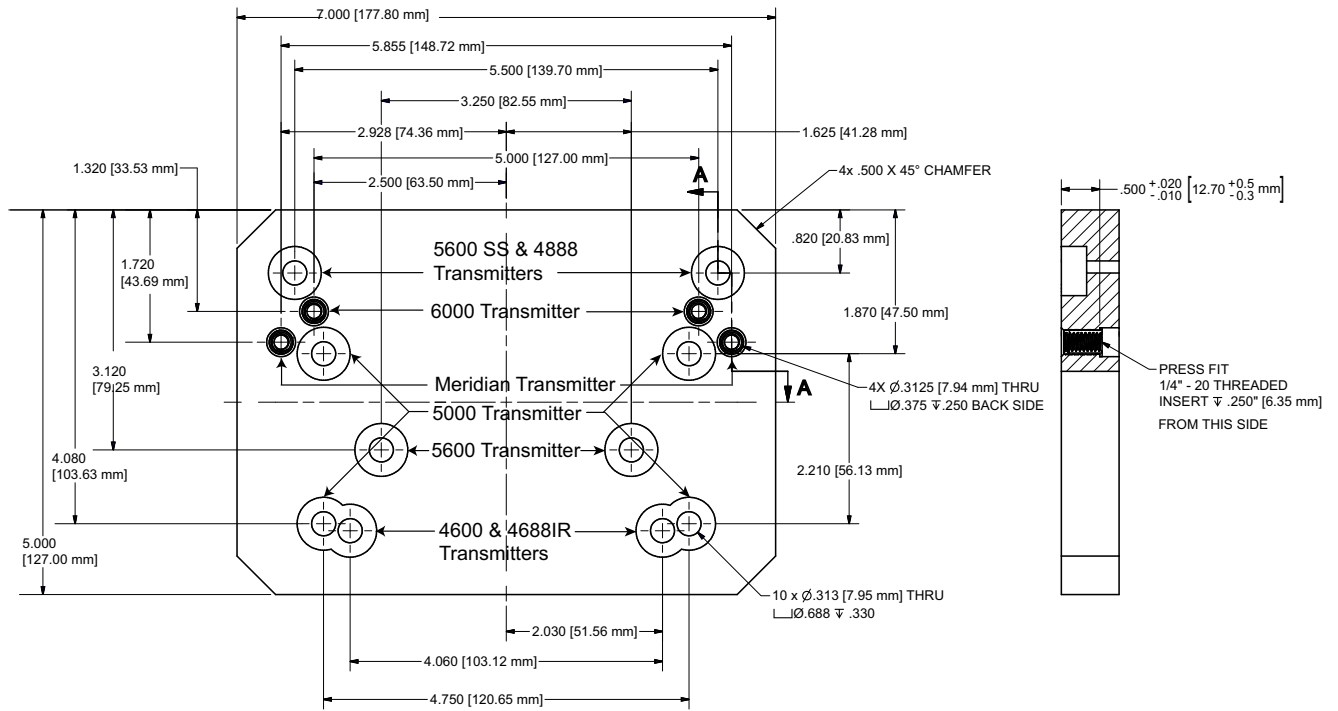 7.000 [177.80 mm]
5.855 [148.72 mm]
5.500 [139.70 mm]
3.250 [82.55 mm]
2.928 [74.36 mm]
1.625 [41.28 mm]
1.320 [33.53 mm]
5.000 [127.00 mm]
2.500 [63.50 mm]
A
4x .500 X 45° CHAMFER
.500 +.020 -.010 [12.70 +0.5 -0.3 mm]
.820 [20.83 mm]
5600 SS & 4888
Transmitters
1.720
[43.69 mm]
6000 Transmitter
1.870 [47.50 mm]
3.120
[79.25 mm]
Meridian Transmitter
A
4X Ø.3125 [7.94 mm] THRU
⌴Ø.375 ↧.250 BACK SIDE
PRESS FIT
1/4" - 20 THREADED
INSERT ↧ .250" [6.35 mm]
FROM THIS SIDE
5000 Transmitter
5600 Transmitter
4.080
[103.63 mm]
2.210 [56.13 mm]
4600 & 4688IR
Transmitters
5.000
[127.00 mm]
10 x Ø.313 [7.95 mm] THRU
⌴Ø.688 ↧ .330
2.030 [51.56 mm]
4.060 [103.12 mm]
4.750 [120.65 mm]